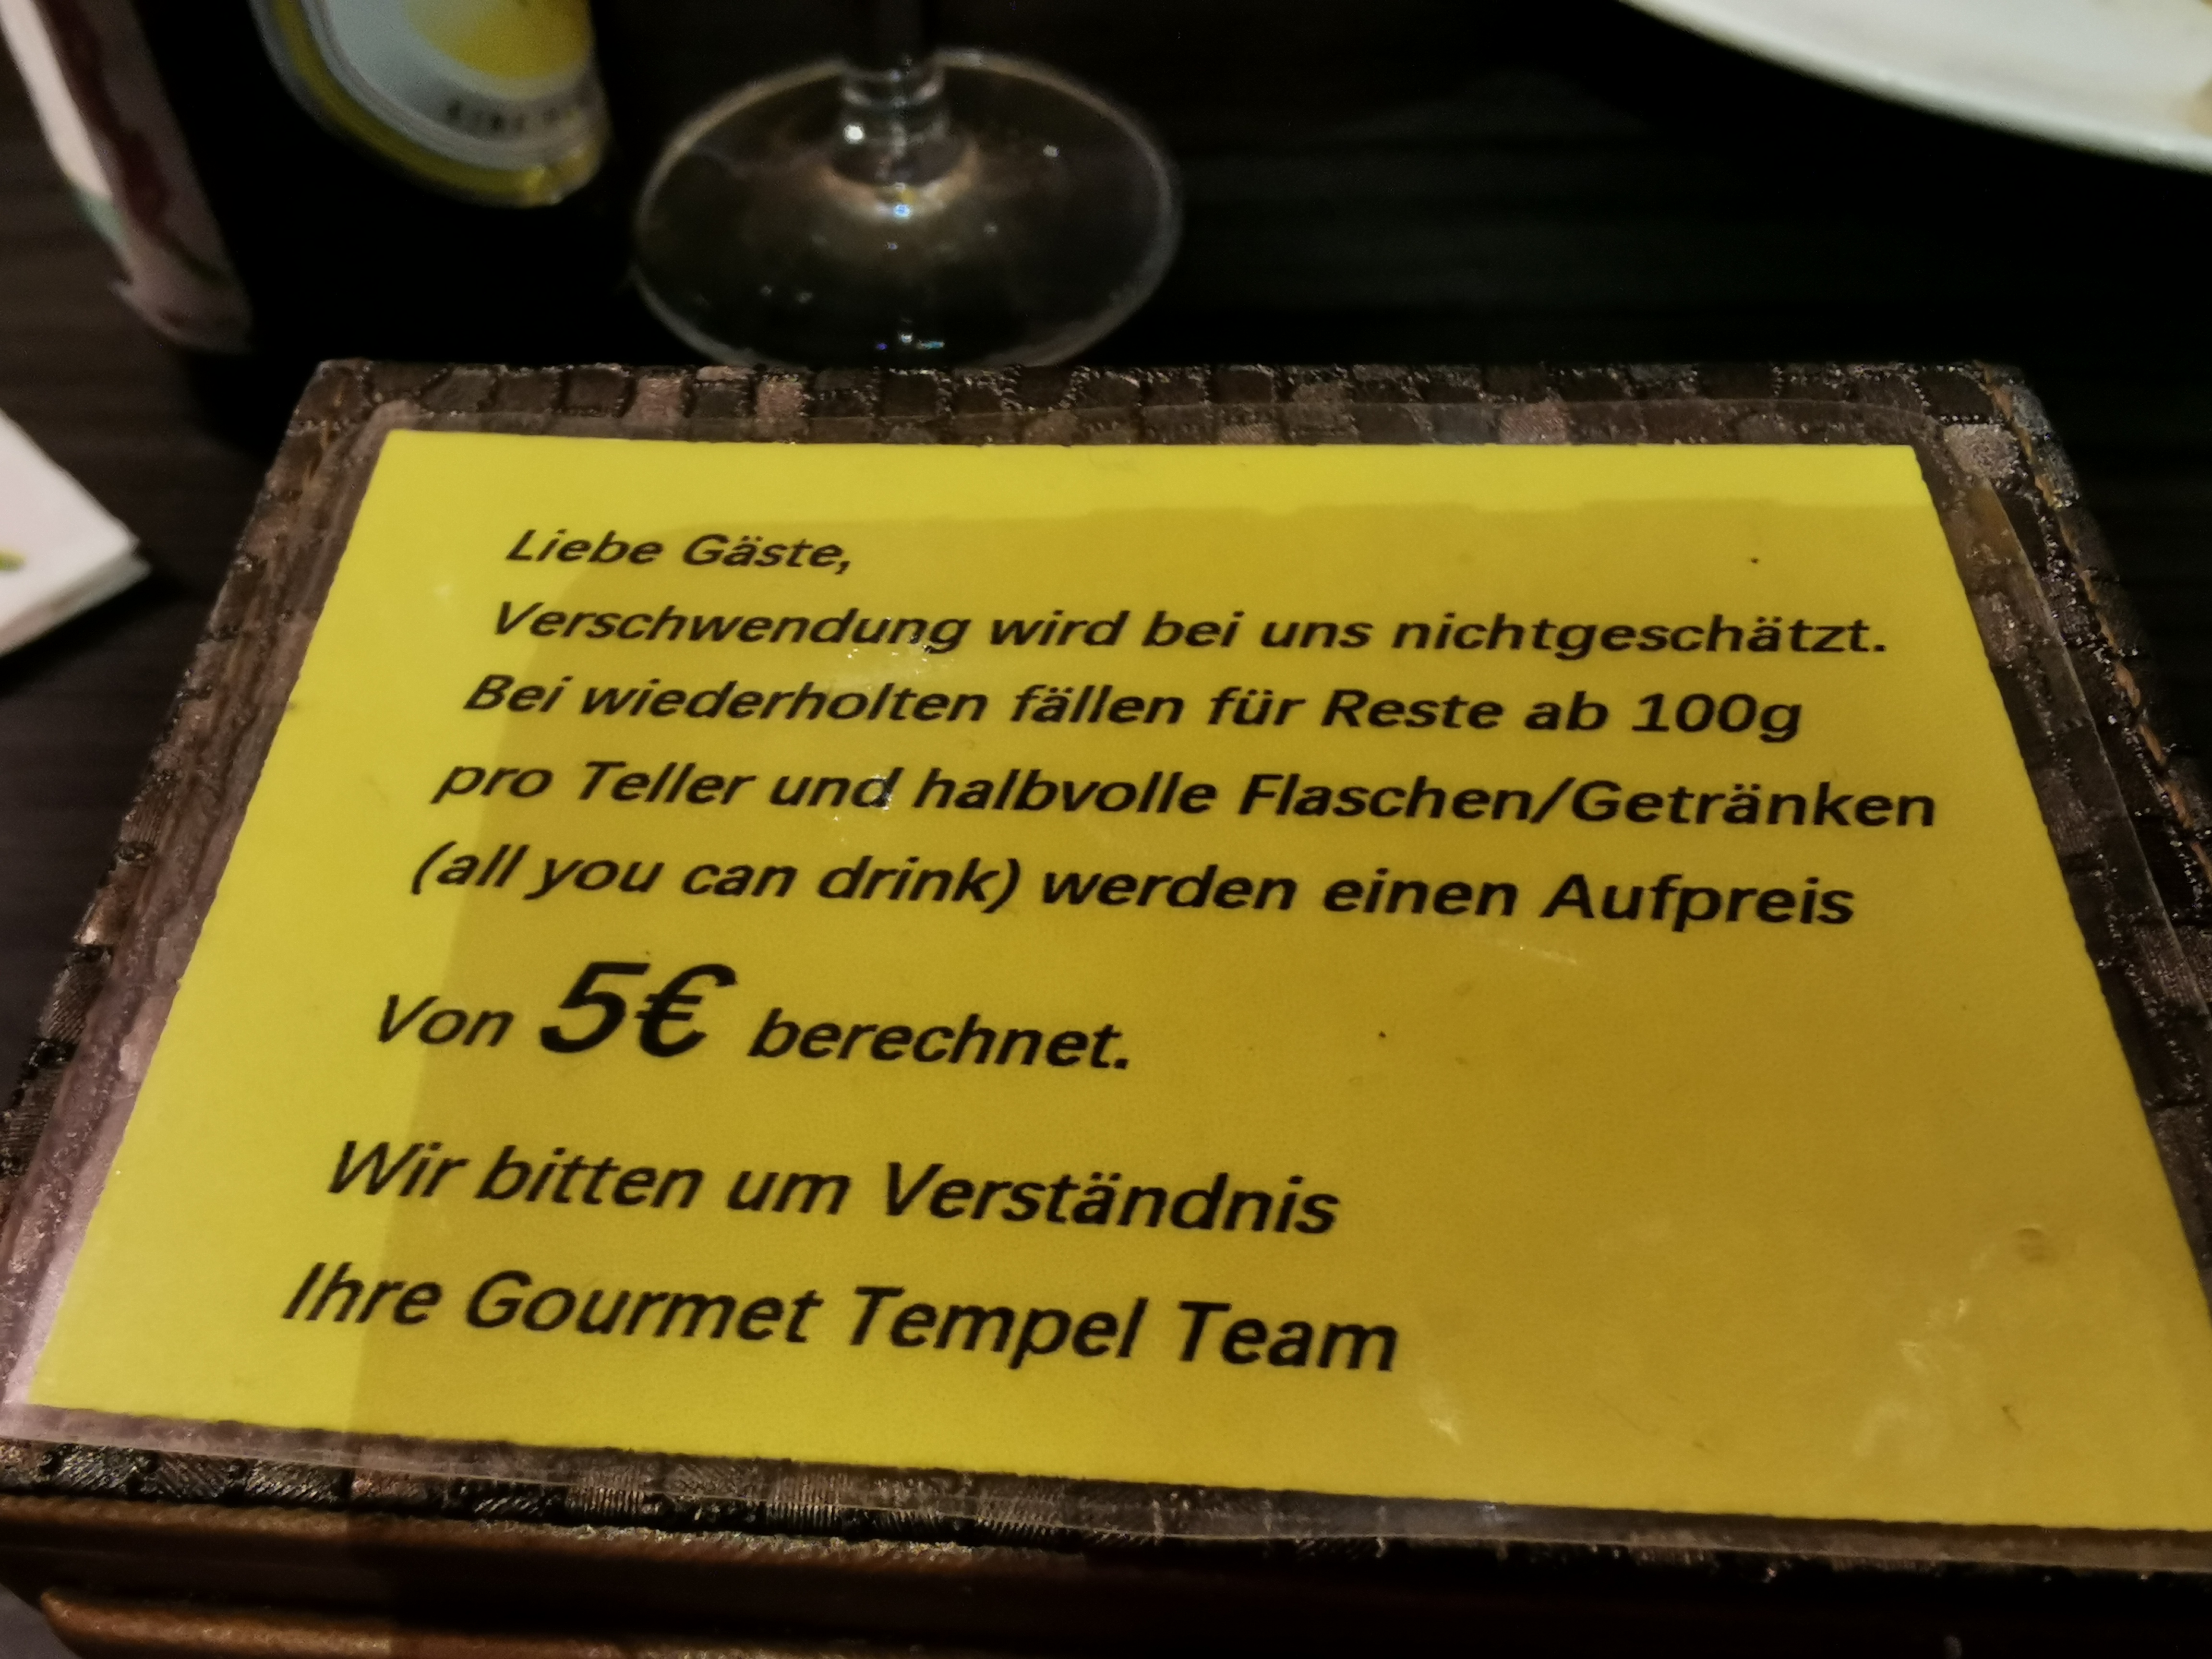 Liebe Gäste,
Verschwendung wird bei uns nichtgeschätzt.
Bei wiederholten fällen für Reste ab 100g
pro Teller und halbvolle Flaschen/Getränken
(all you can drink) werden einen Aufpreis
Von 5€ berechnet.
Wir bitten um Verständnis
Ihre Gourmet Tempel Team